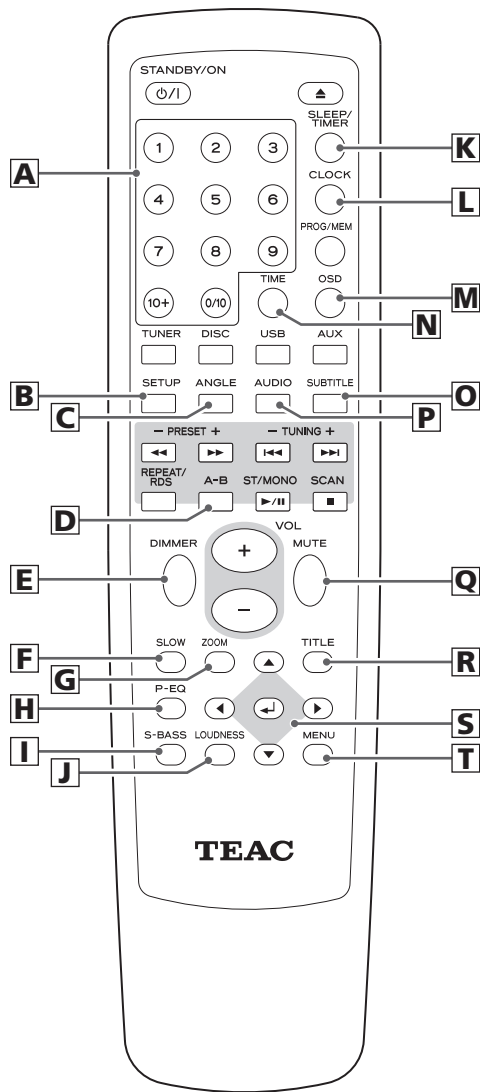 STANDBY/ON
⏻/I
SLEEP/
TIMER
1 2 3
K
A
CLOCK
4 5 6
L
PROG/MEM
7 8 9
TIME OSD
M
10+ 0/10
N
TUNER DISC USB AUX
SETUP ANGLE AUDIO SUBTITLE
B
O
C
P
– PRESET + – TUNING +
REPEAT/
RDS
A-B ST/MONO SCAN
D
VOL
DIMMER + MUTE
E
Q
–
SLOW ZOOM TITLE
F
R
G
P-EQ
H
S
S-BASS LOUDNESS MENU
I
T
J
TEAC